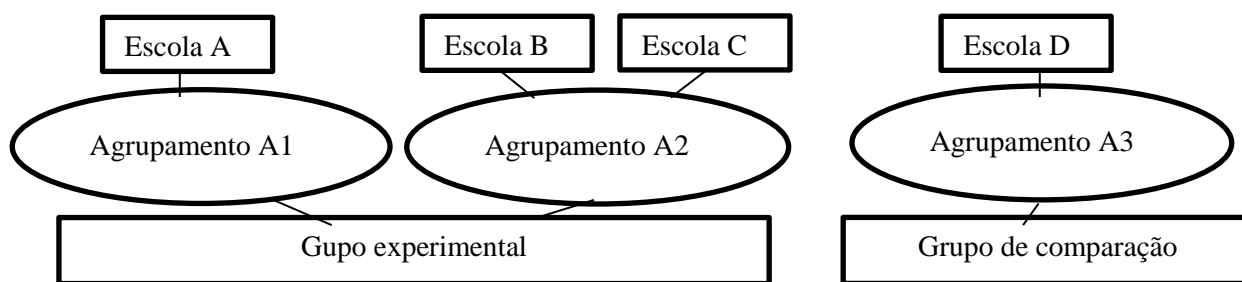 Escola A
Escola B
Escola C
Escola D
Agrupamento A1
Agrupamento A2
Agrupamento A3
Gupo experimental
Grupo de comparação